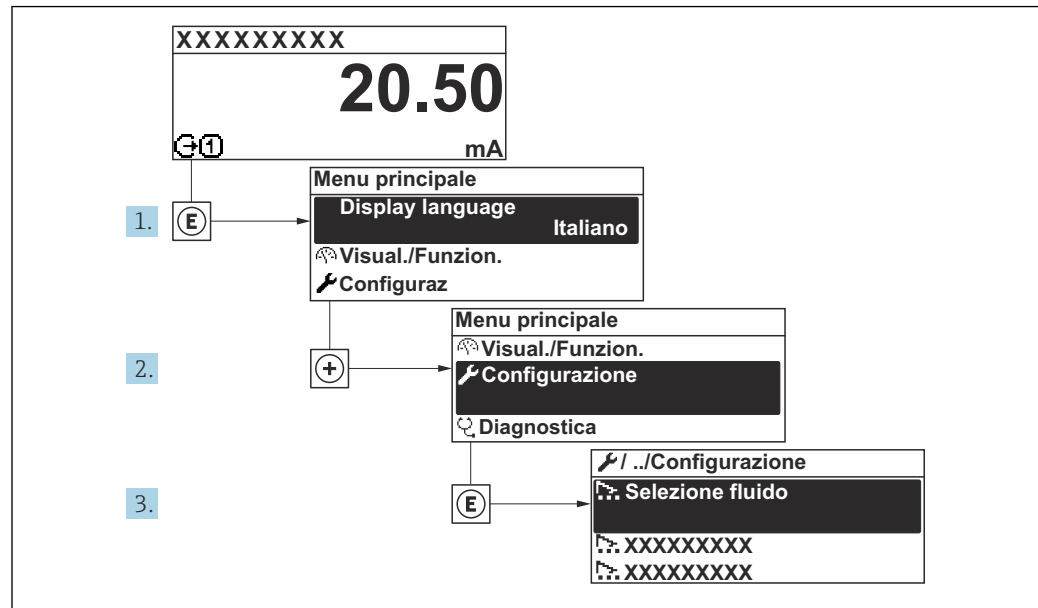 XXXXXXXXX
20.50
1 mA
Menu principale
1. E Display language
Italiano
Visual./Funzion.
Configuraz
Menu principale
Visual./Funzion.
2. + Configurazione
Diagnostica
/ ../Configurazione
3. E Selezione fluido
XXXXXXXXX
XXXXXXXXX